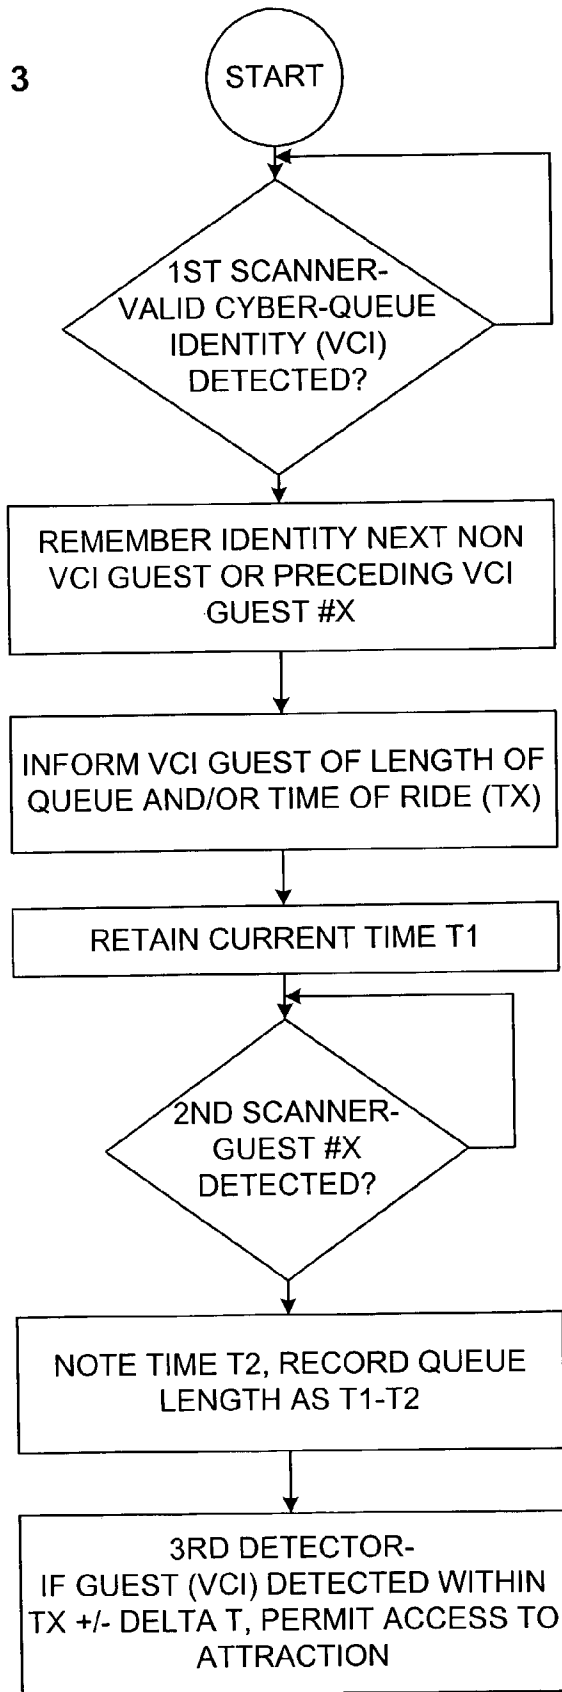 3
START
1ST SCANNER-
VALID CYBER-QUEUE
IDENTITY (VCI)
DETECTED?
REMEMBER IDENTITY NEXT NON
VCI GUEST OR PRECEDING VCI
GUEST #X
INFORM VCI GUEST OF LENGTH OF
QUEUE AND/OR TIME OF RIDE (TX)
RETAIN CURRENT TIME T1
2ND SCANNER-
GUEST #X
DETECTED?
NOTE TIME T2, RECORD QUEUE
LENGTH AS T1-T2
3RD DETECTOR-
IF GUEST (VCI) DETECTED WITHIN
TX +/- DELTA T, PERMIT ACCESS TO
ATTRACTION